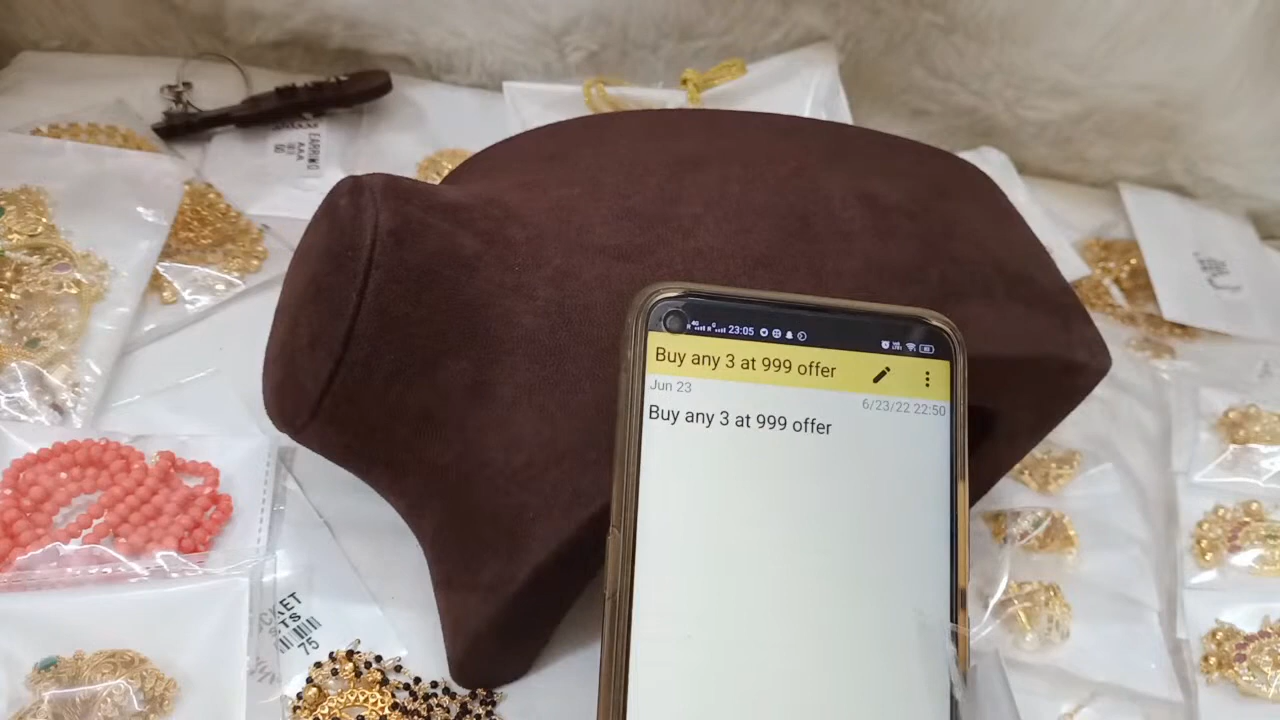 EARRING
AAA
23:05
Buy any 3 at 999 offer
Jun 23
6/23/22 22:50
Buy any 3 at 999 offer
75